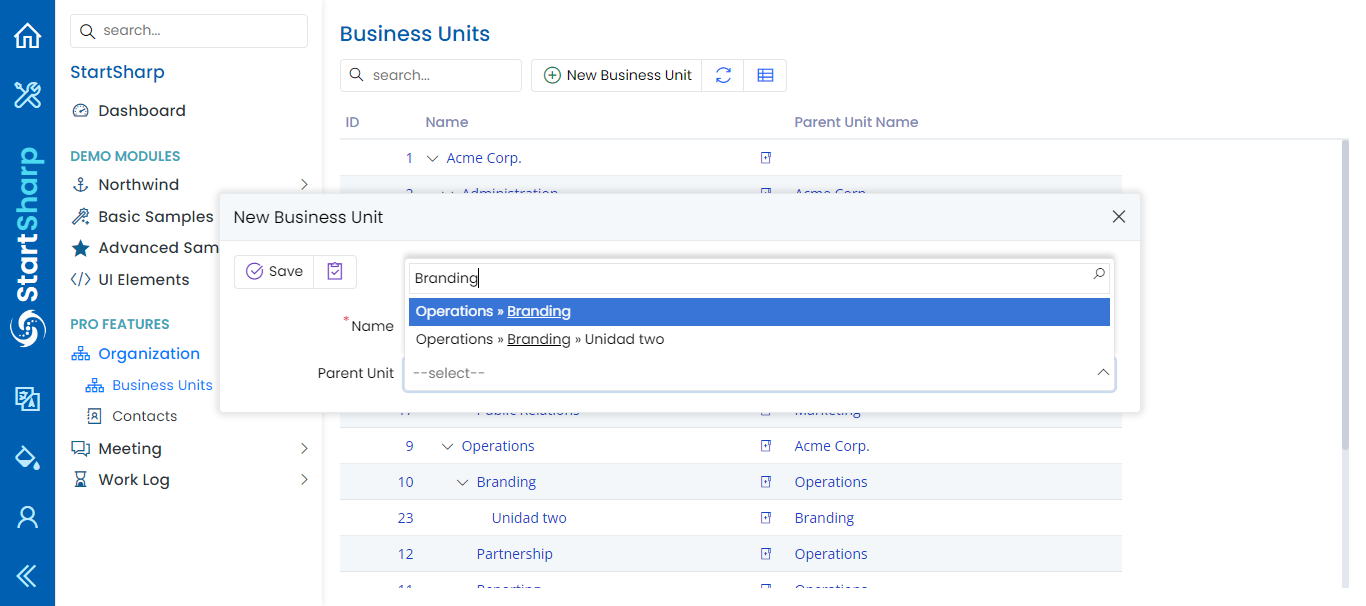 search...
StartSharp
Dashboard
DEMO MODULES
Northwind
Basic Samples
Advanced Sam
UI Elements
PRO FEATURES
Organization
Business Units
Contacts
Meeting
Work Log
StartSharp
Business Units
search...
New Business Unit
ID Name Parent Unit Name
1 Acme Corp.
2 Administration Acme Corp.
New Business Unit
Save
Branding
Operations » Branding
Operations » Branding » Unidad two
* Name
Parent Unit --select--
17 Public Relations Marketing
9 Operations Acme Corp.
10 Branding Operations
23 Unidad two Branding
12 Partnership Operations
11 Reporting Operations